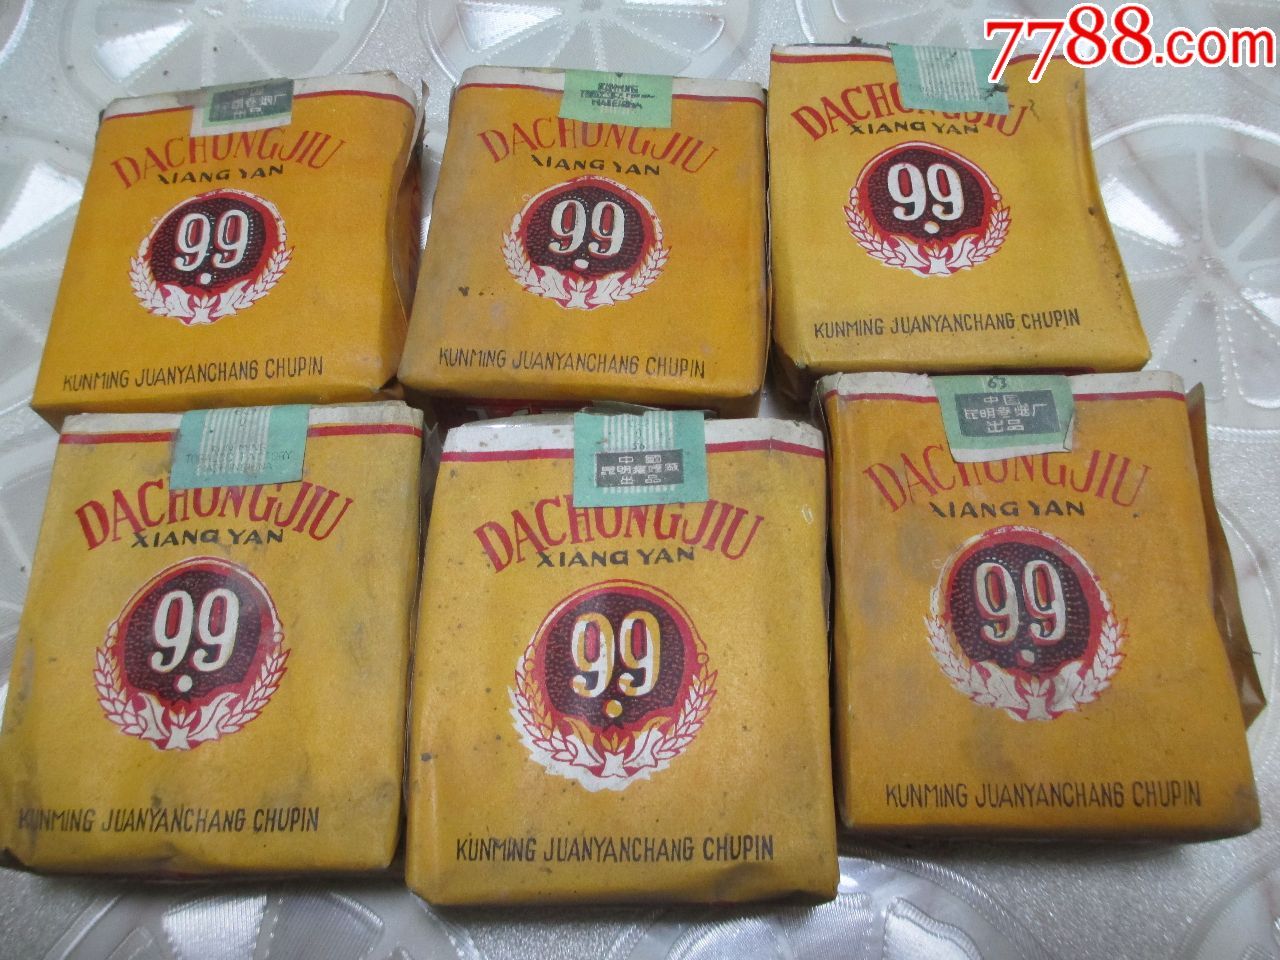 7788.com
昆明卷烟厂
DACHONGJIU
XIANG YAN
99
KUNMING JUANYANCHANG CHUPIN
DACHONGJIU
XIANG YAN
99
KUNMING JUANYANCHANG CHUPIN
DACHONGJIU
XIANG YAN
99
KUNMING JUANYANCHANG CHUPIN
DACHONGJIU
XIANG YAN
99
KUNMING JUANYANCHANG CHUPIN
中國
出品
DACHONGJIU
XIANG YAN
99
KUNMING JUANYANCHANG CHUPIN
63
中国
昆明卷烟厂
出品
DACHONGJIU
XIANG YAN
99
KUNMING JUANYANCHANG CHUPIN